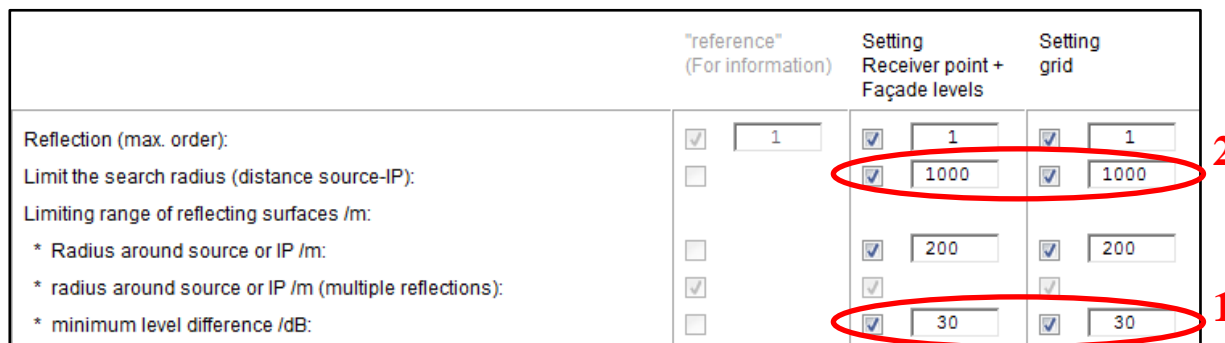 "reference" Setting Setting
(For information) Receiver point + grid
Façade levels
Reflection (max. order): 1 1 1
Limit the search radius (distance source-IP): 1000 1000 2
Limiting range of reflecting surfaces /m:
* Radius around source or IP /m: 200 200
* radius around source or IP /m (multiple reflections):
* minimum level difference /dB: 30 30 1